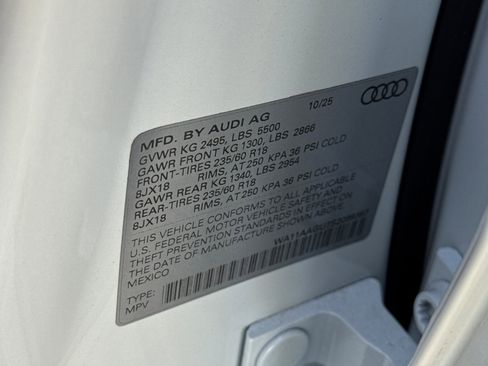 MFD. BY AUDI AG 10/25
GVWR KG 2495, LBS 5500
GAWR FRONT KG 1300, LBS 2866
FRONT-TIRES 235/60 R18
8JX18 RIMS, AT 250 KPA 36 PSI COLD
GAWR REAR KG 1340, LBS 2954
REAR-TIRES 235/60 R18
8JX18 RIMS, AT 250 KPA 36 PSI COLD
THIS VEHICLE CONFORMS TO ALL APPLICABLE
U.S. FEDERAL MOTOR VEHICLE SAFETY AND
THEFT PREVENTION STANDARDS IN EFFECT ON
THE DATE OF MANUFACTURE SHOWN ABOVE.
MEXICO
TYPE:
MPV